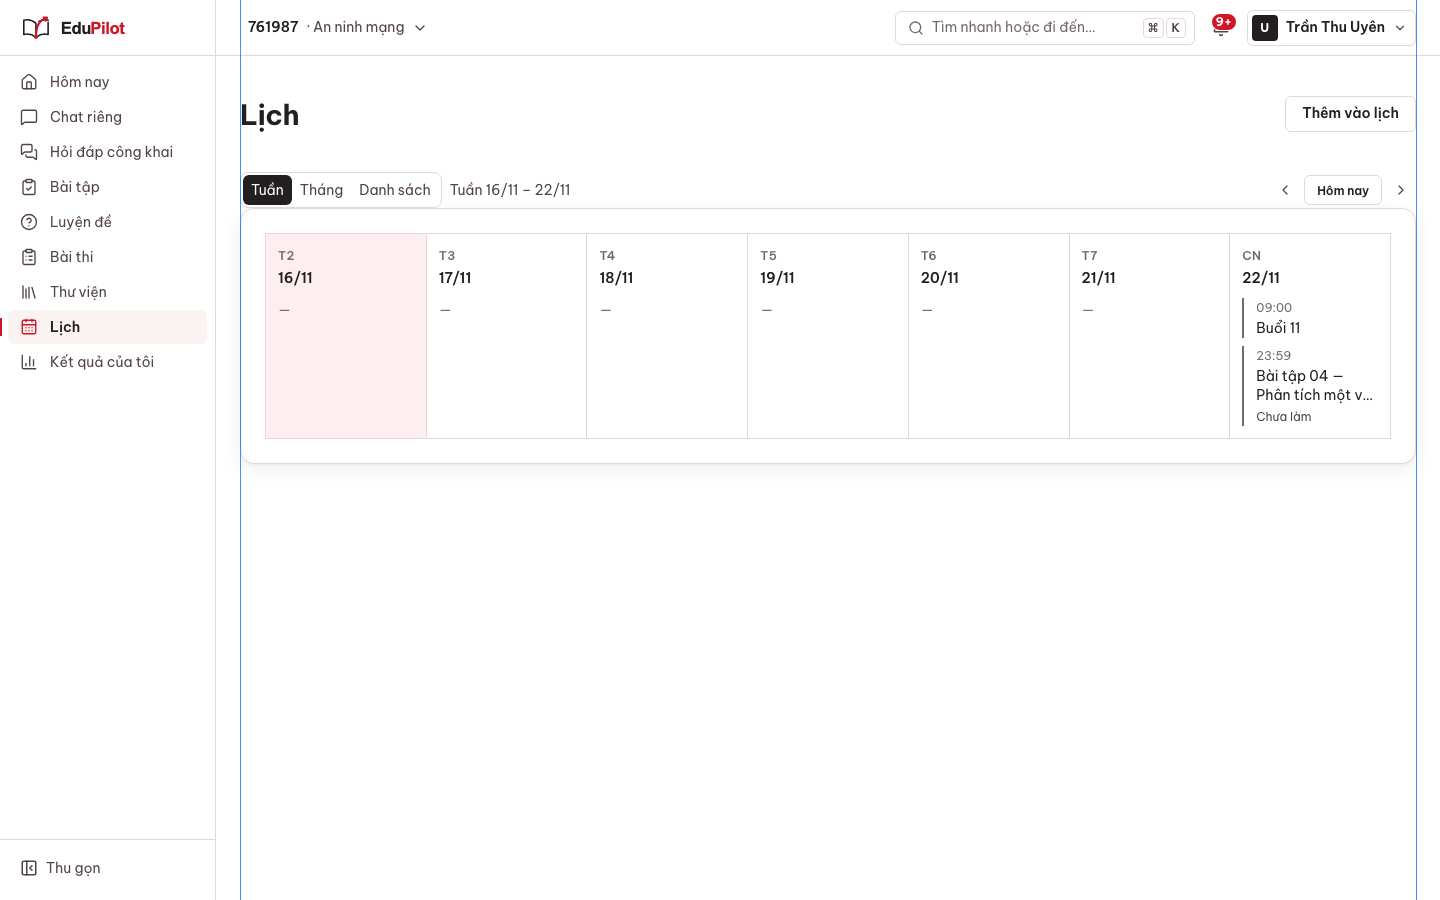 EduPilot
761987 · An ninh mạng
Tìm nhanh hoặc đi đến...
⌘ K
9+
U Trần Thu Uyên
Hôm nay
Chat riêng
Hỏi đáp công khai
Bài tập
Luyện đề
Bài thi
Thư viện
Lịch
Kết quả của tôi
Thu gọn
Lịch
Thêm vào lịch
Tuần Tháng Danh sách Tuần 16/11 – 22/11
Hôm nay
T2
16/11
—
T3
17/11
—
T4
18/11
—
T5
19/11
—
T6
20/11
—
T7
21/11
—
CN
22/11
09:00
Buổi 11
23:59
Bài tập 04 —
Phân tích một v...
Chưa làm